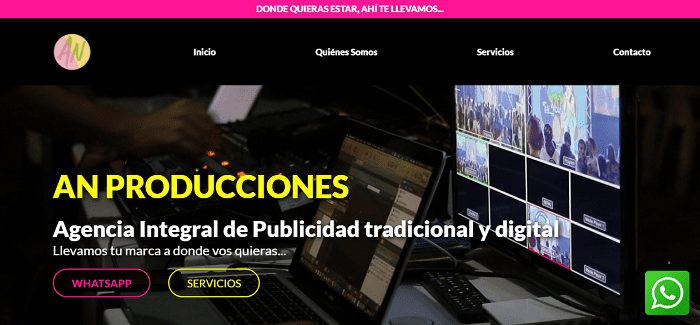 DONDE QUIERAS ESTAR, AHÍ TE LLEVAMOS...
AN
Inicio
Quiénes Somos
Servicios
Contacto
AN PRODUCCIONES
Agencia Integral de Publicidad tradicional y digital
Llevamos tu marca a donde vos quieras...
WHATSAPP
SERVICIOS